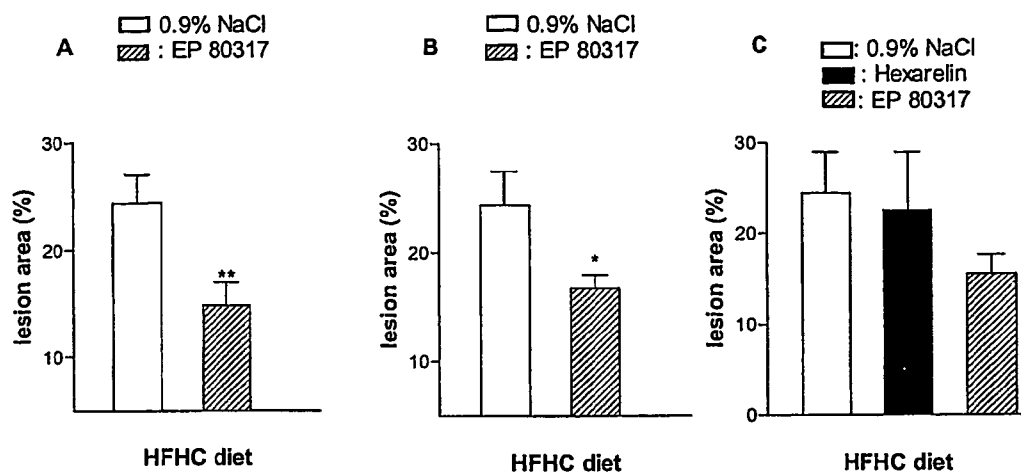 A
0.9% NaCl
: EP 80317
30
20
10
lesion area (%)
**
HFHC diet
B
0.9% NaCl
: EP 80317
30
20
10
lesion area (%)
*
HFHC diet
C
: 0.9% NaCl
: Hexarelin
: EP 80317
30
20
10
0
lesion area (%)
HFHC diet